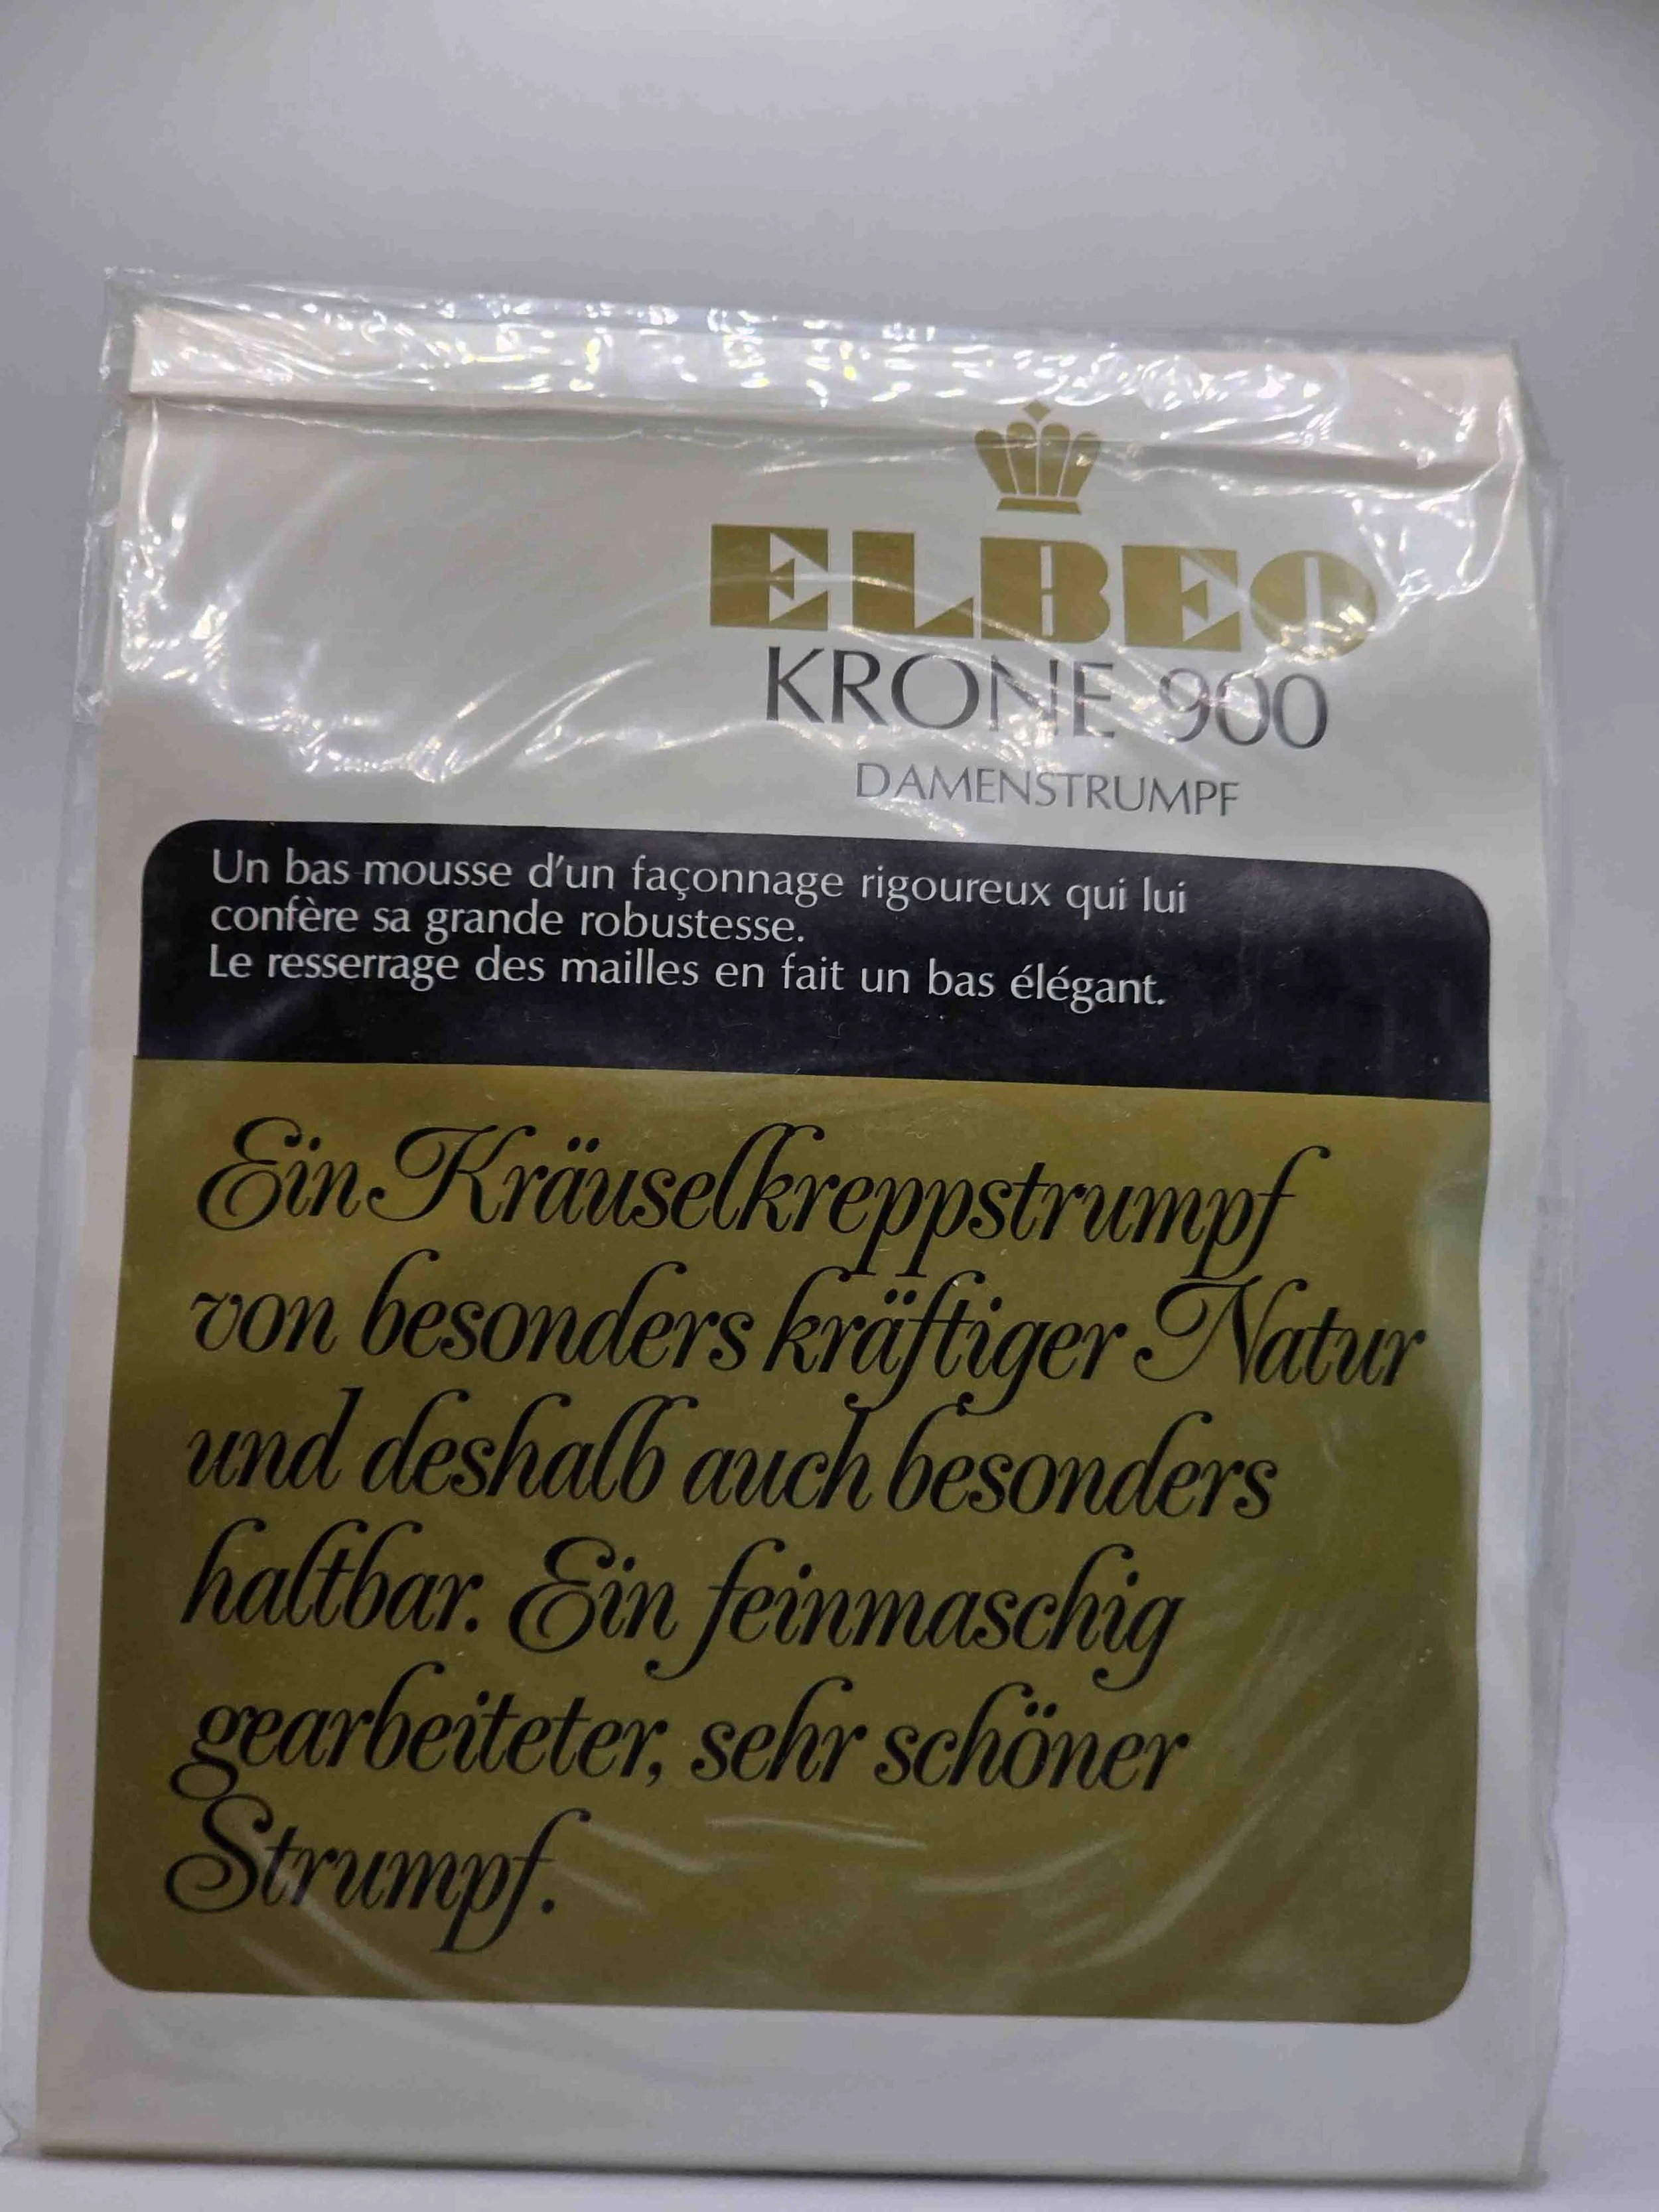 ELBEO
KRONE 900
DAMENSTRUMPF
Un bas mousse d'un façonnage rigoureux qui lui
confère sa grande robustesse.
Le resserrage des mailles en fait un bas élégant.
Ein Kräuselkreppstrumpf
von besonders kräftiger Natur
und deshalb auch besonders
haltbar. Ein feinmaschig
gearbeiteter, sehr schöner
Strumpf.